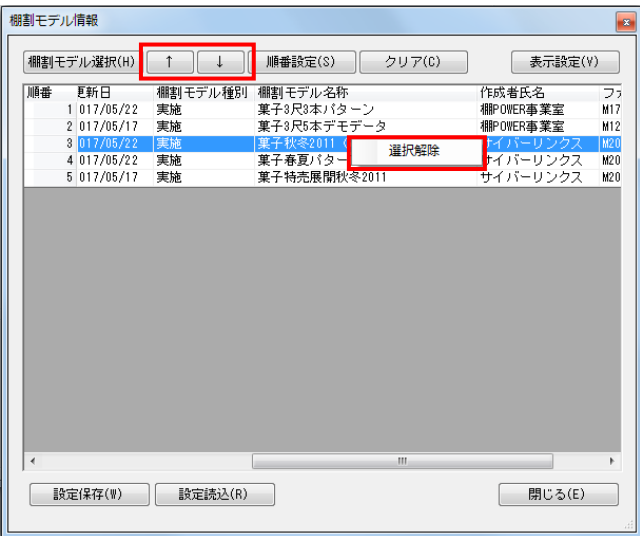 棚割モデル情報
棚割モデル選択(H) ↑ ↓ 順番設定(S) クリア(C) 表示設定(V)
順番 更新日 棚割モデル種別 棚割モデル名称 作成者氏名 ファ
1 017/05/22 実施 菓子3尺3本パターン 棚POWER事業室 M17
2 017/05/17 実施 菓子3尺5本デモデータ 棚POWER事業室 M12
3 017/05/22 実施 菓子秋冬2011 選択解除 サイバーリンクス M20
4 017/05/22 実施 菓子春夏パター サイバーリンクス M20
5 017/05/17 実施 菓子特売展開秋冬2011 サイバーリンクス M20
設定保存(W) 設定読込(R) 閉じる(E)